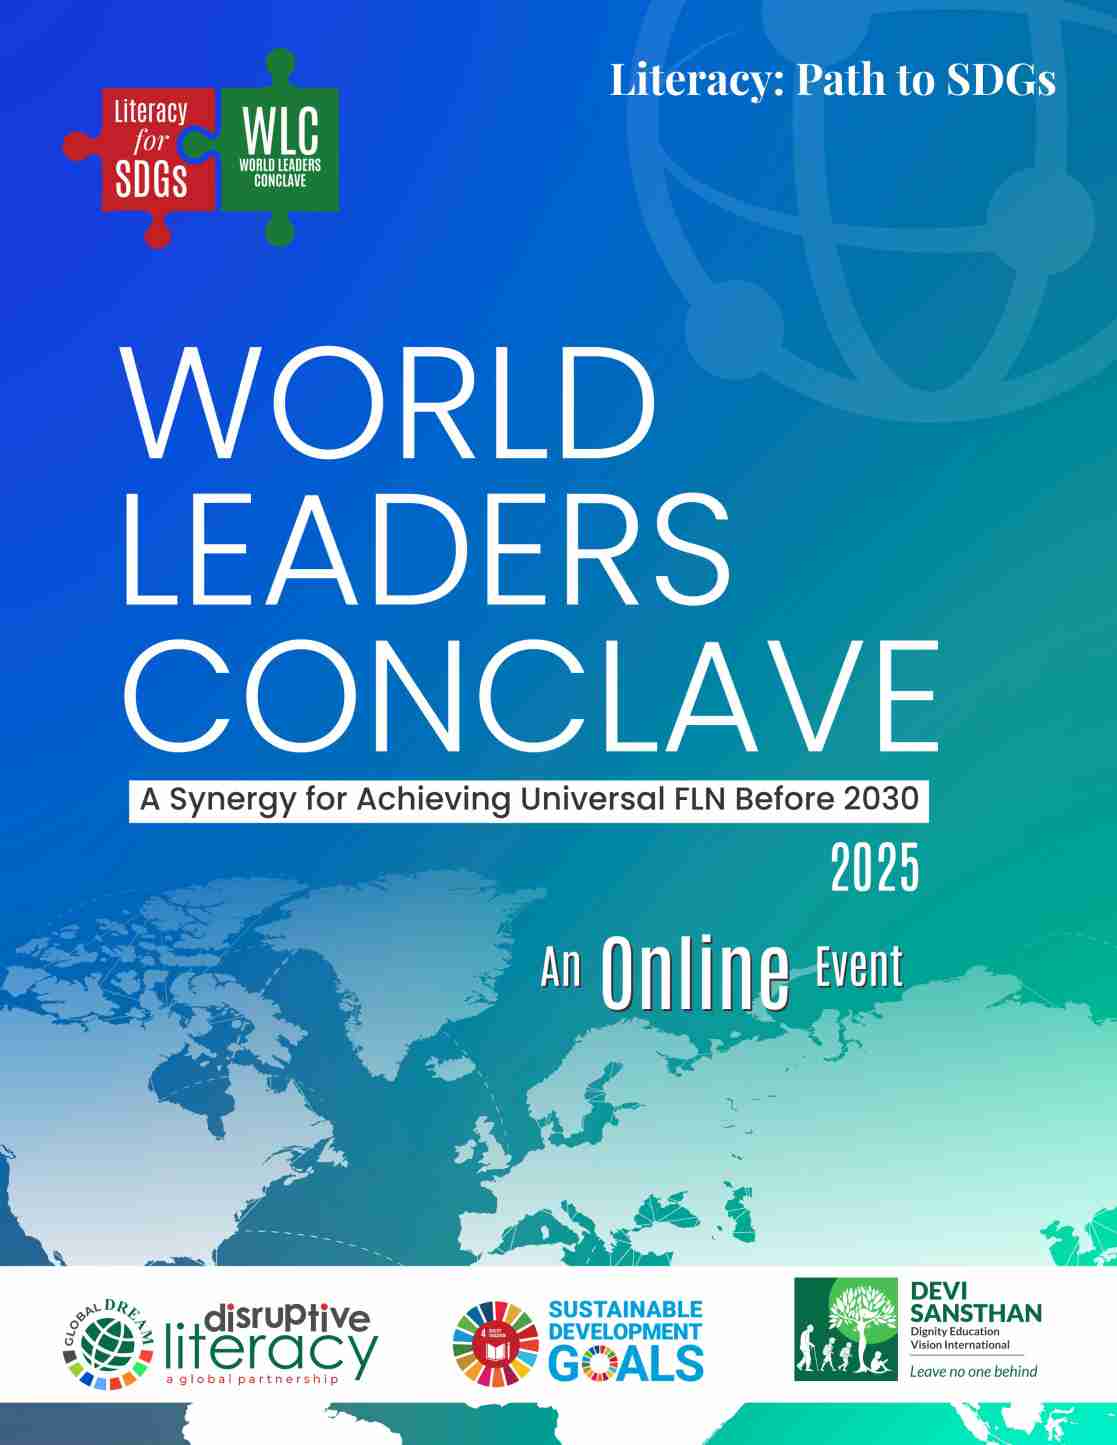 Literacy: Path to SDGs
Literacy
for
SDGs
WLC
WORLD LEADERS
CONCLAVE
WORLD
LEADERS
CONCLAVE
A Synergy for Achieving Universal FLN Before 2030
2025
An Online Event
GLOBAL DREAM
disruptive
literacy
a global partnership
SUSTAINABLE
DEVELOPMENT
GOALS
DEVI
SANSTHAN
Dignity Education
Vision International
Leave no one behind